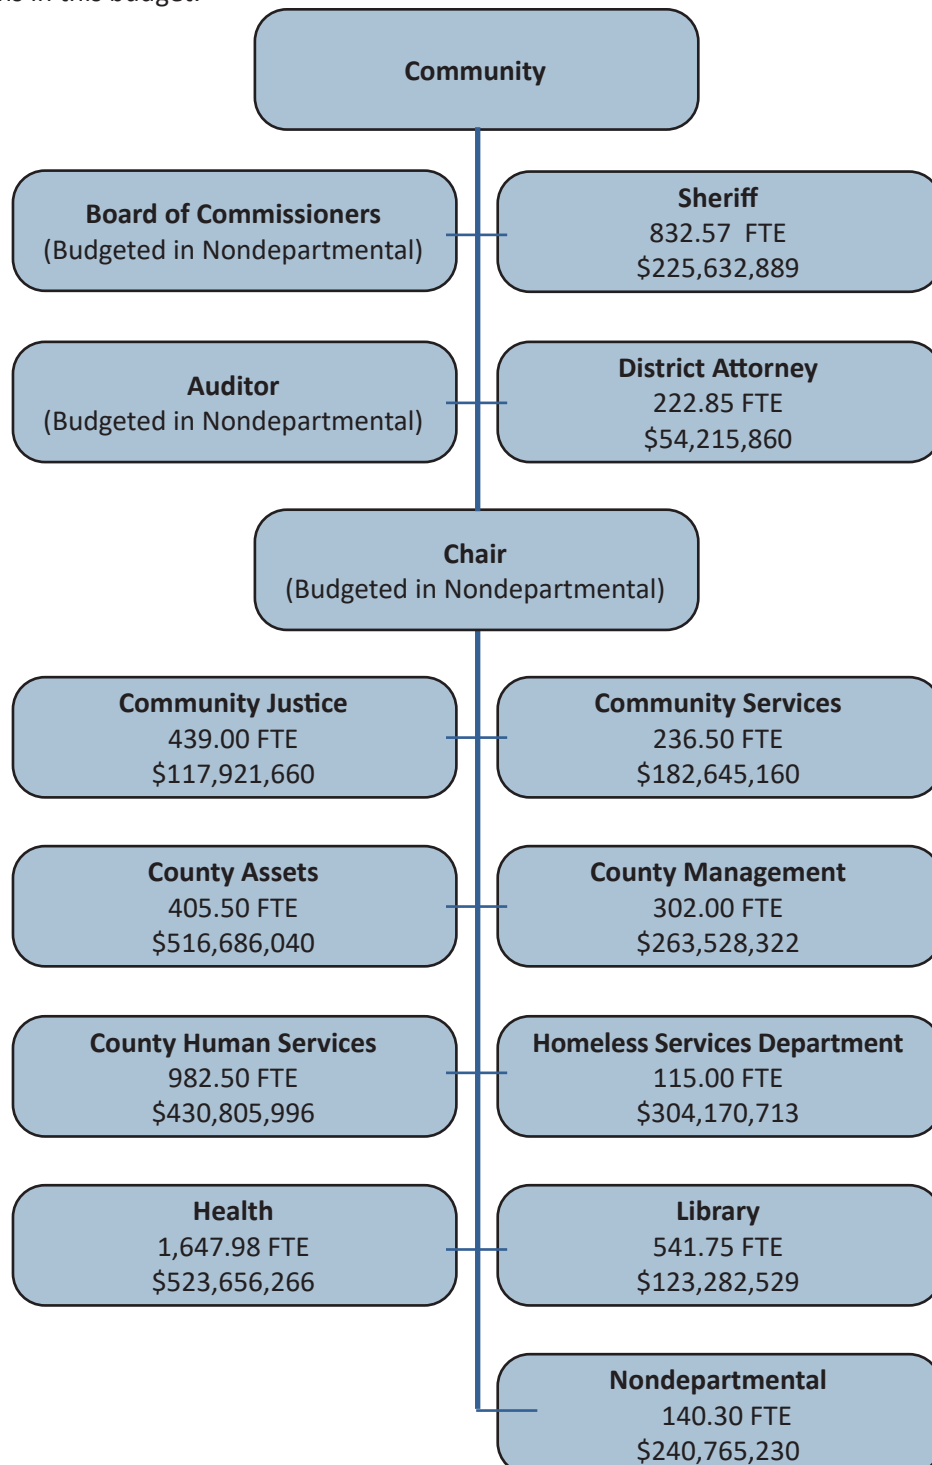 in this budget.
Community
Board of Commissioners
(Budgeted in Nondepartmental)
Sheriff
832.57 FTE
$225,632,889
Auditor
(Budgeted in Nondepartmental)
District Attorney
222.85 FTE
$54,215,860
Chair
(Budgeted in Nondepartmental)
Community Justice
439.00 FTE
$117,921,660
Community Services
236.50 FTE
$182,645,160
County Assets
405.50 FTE
$516,686,040
County Management
302.00 FTE
$263,528,322
County Human Services
982.50 FTE
$430,805,996
Homeless Services Department
115.00 FTE
$304,170,713
Health
1,647.98 FTE
$523,656,266
Library
541.75 FTE
$123,282,529
Nondepartmental
140.30 FTE
$240,765,230